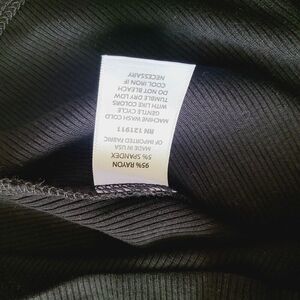 95% RAYON
5% SPANDEX
MADE IN USA
OF IMPORTED FABRIC
RN 121911
MACHINE WASH COLD
GENTLE CYCLE
WITH LIKE COLORS
TUMBLE DRY LOW
DO NOT BLEACH
COOL IRON IF
NECESSARY